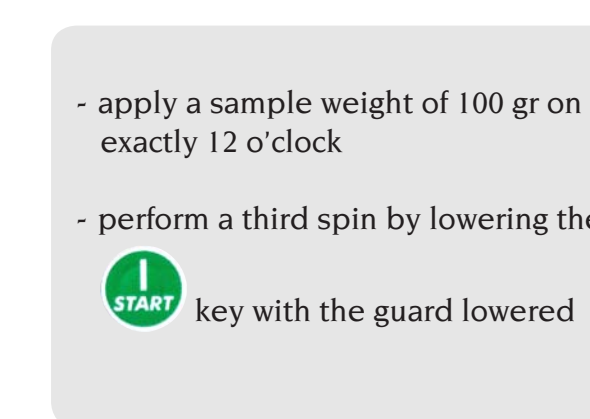 - apply a sample weight of 100 gr on
exactly 12 o'clock
- perform a third spin by lowering the
START
key with the guard lowered